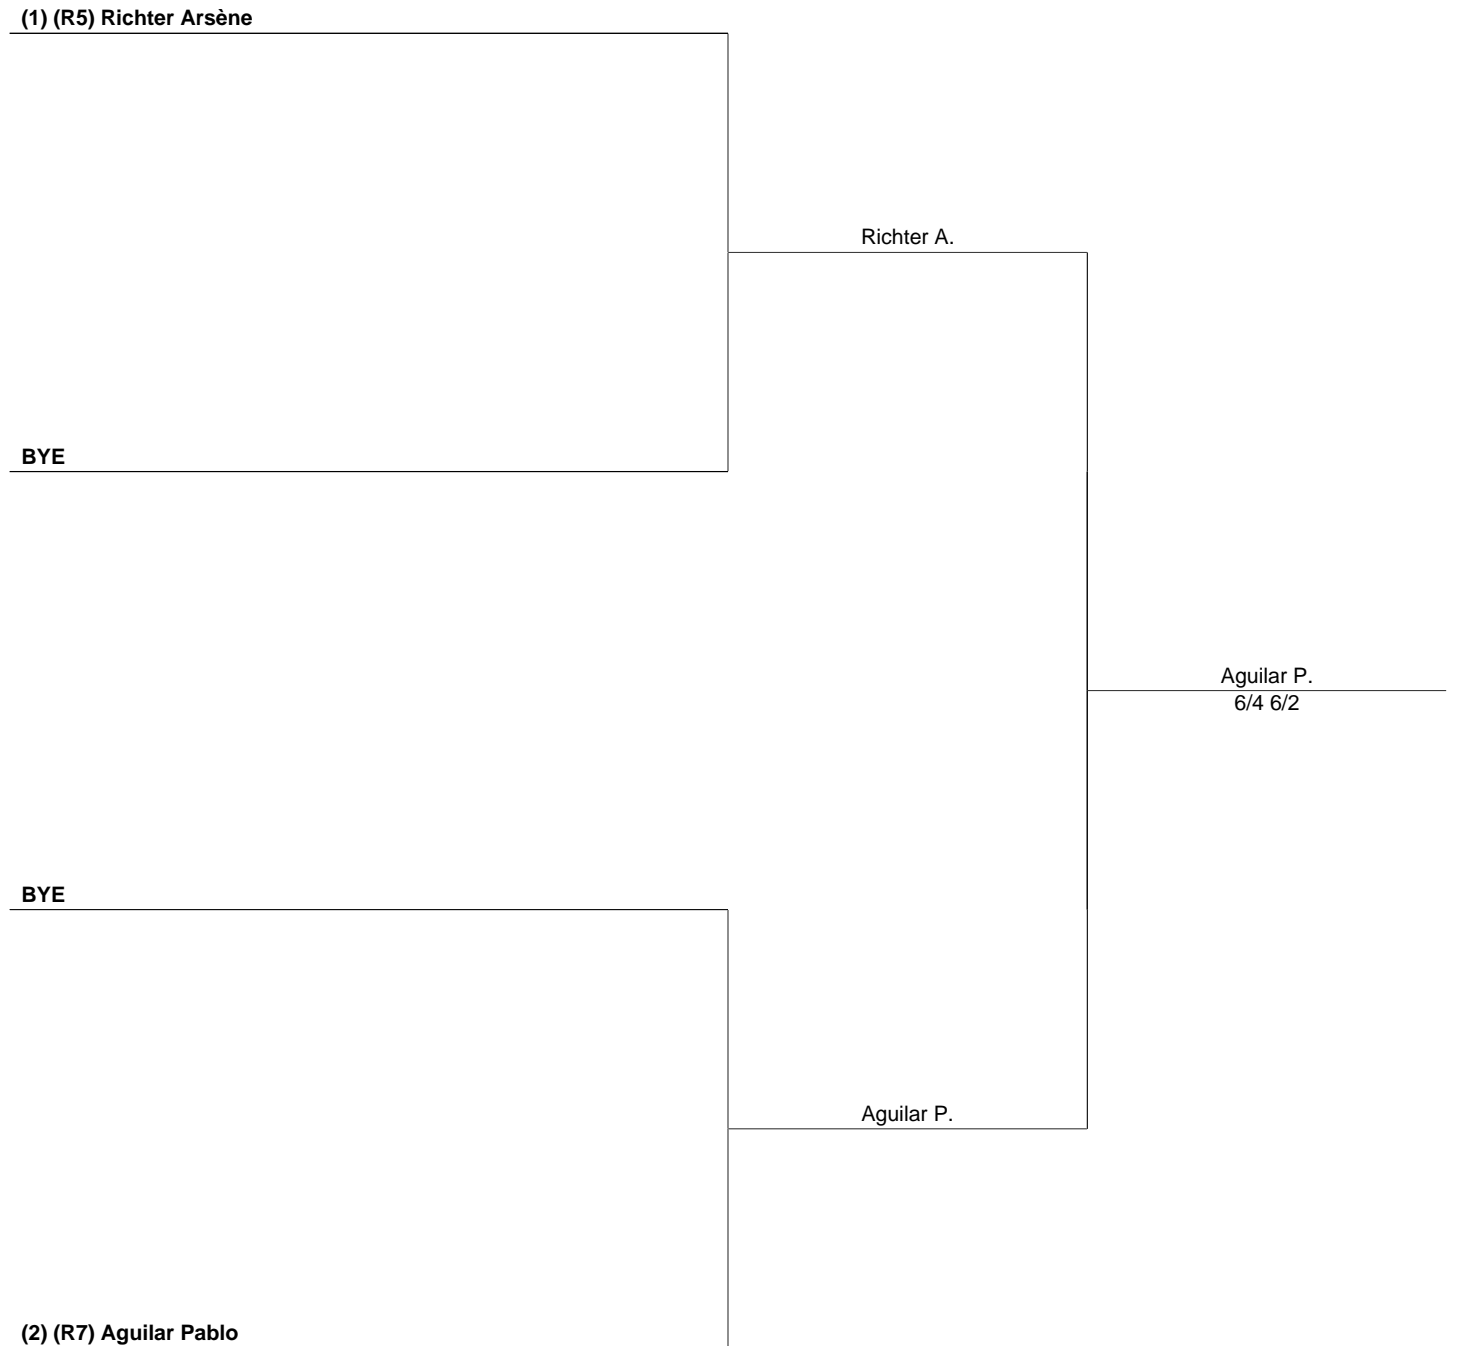 (1) (R5) Richter Arsène
Richter A.
BYE
Aguilar P.
6/4 6/2
BYE
Aguilar P.
(2) (R7) Aguilar Pablo